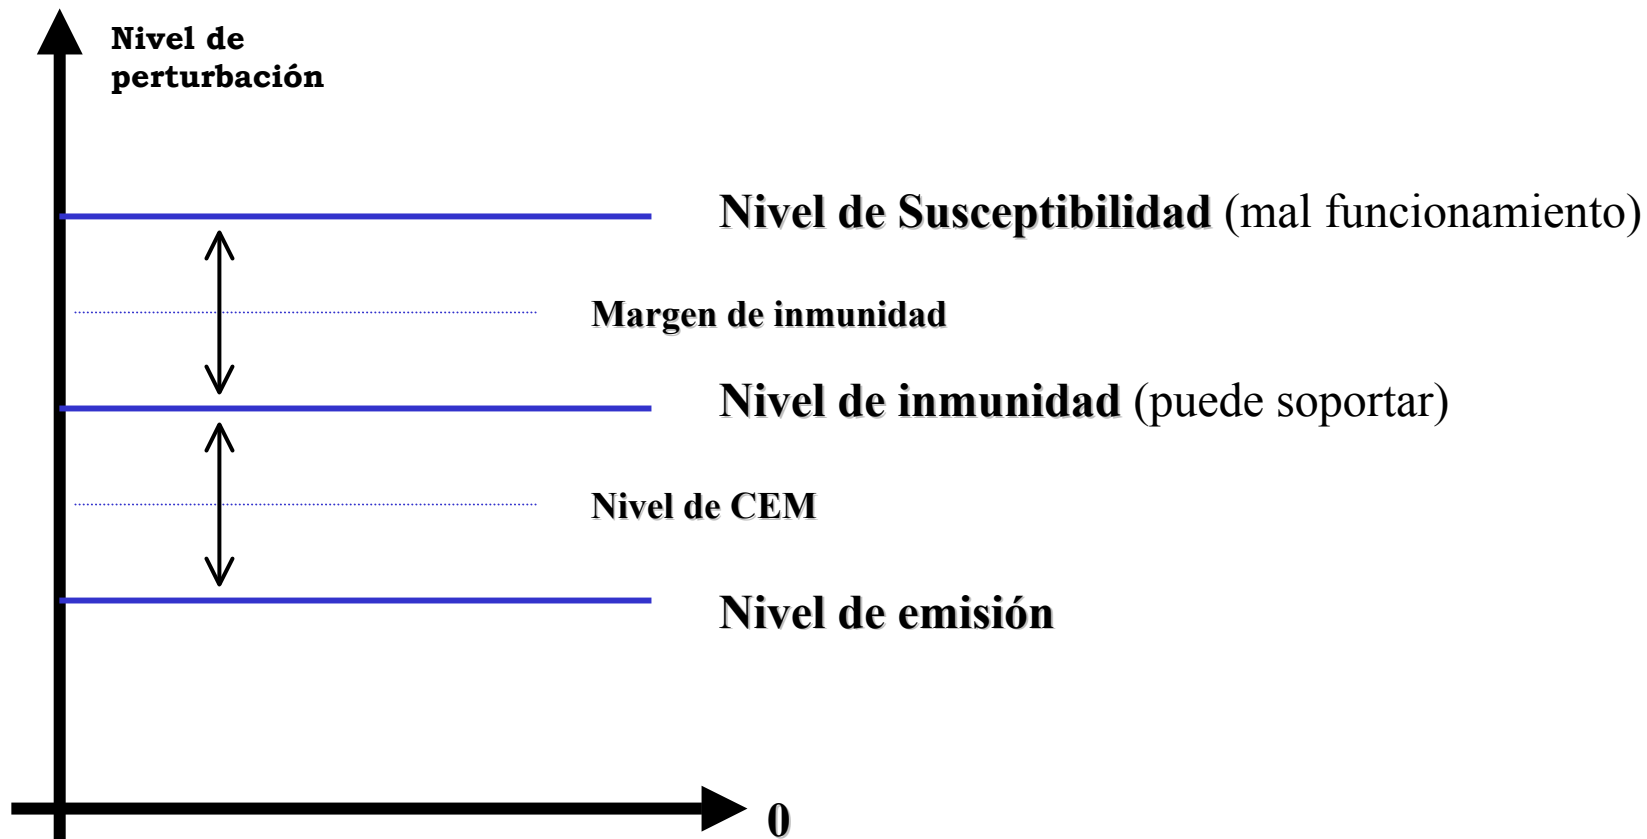 Nivel de
perturbación
Nivel de Susceptibilidad (mal funcionamiento)
Margen de inmunidad
Nivel de inmunidad (puede soportar)
Nivel de CEM
Nivel de emisión
0